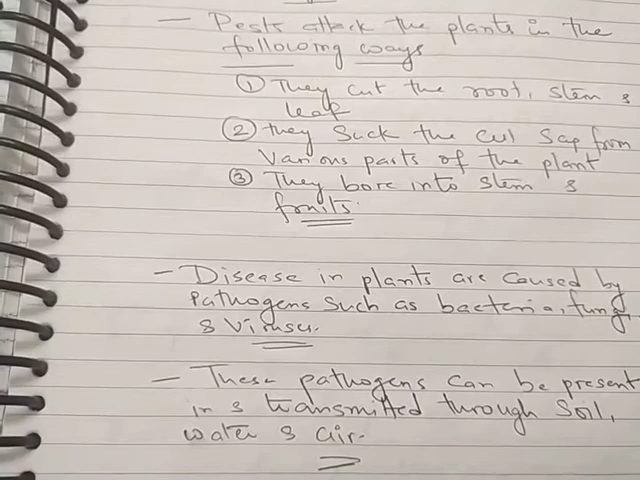 — Pests attack the plants in the
following ways
① They cut the root, stem &
leaf
② they suck the cell sap from
various parts of the plant
③ They bore into stem &
fruits.
— Disease in plants are caused by
pathogens such as bacteria, fungi
& viruses.
— These pathogens can be present
in & transmitted through soil,
water & air.